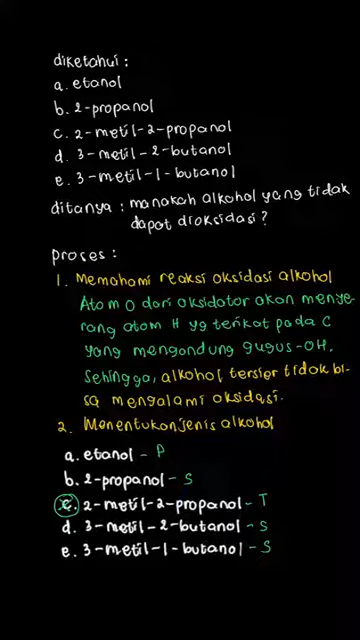 diketahui :
a. etanol
b. 2-propanol
c. 2-metil-2-propanol
d. 3-metil-2-butanol
e. 3-metil-1-butanol
ditanya : manakah alkohol yang tidak
dapat dioksidasi?
proses :
1. Memahami reaksi oksidasi alkohol
Atom O dari oksidator akan menye-
rang atom H yg terikat pada C
yang mengandung gugus-OH.
Sehingga, alkohol tersier tidak bi-
sa mengalami oksidasi.
2. Menentukan jenis alkohol
a. etanol - P
b. 2-propanol - S
c. 2-metil-2-propanol - T
d. 3-metil-2-butanol - S
e. 3-metil-1-butanol - S